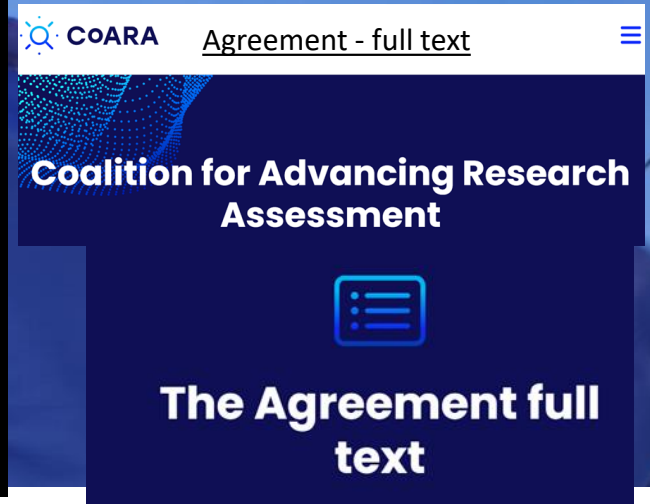 CoARA Agreement - full text
Coalition for Advancing Research
Assessment
The Agreement full
text